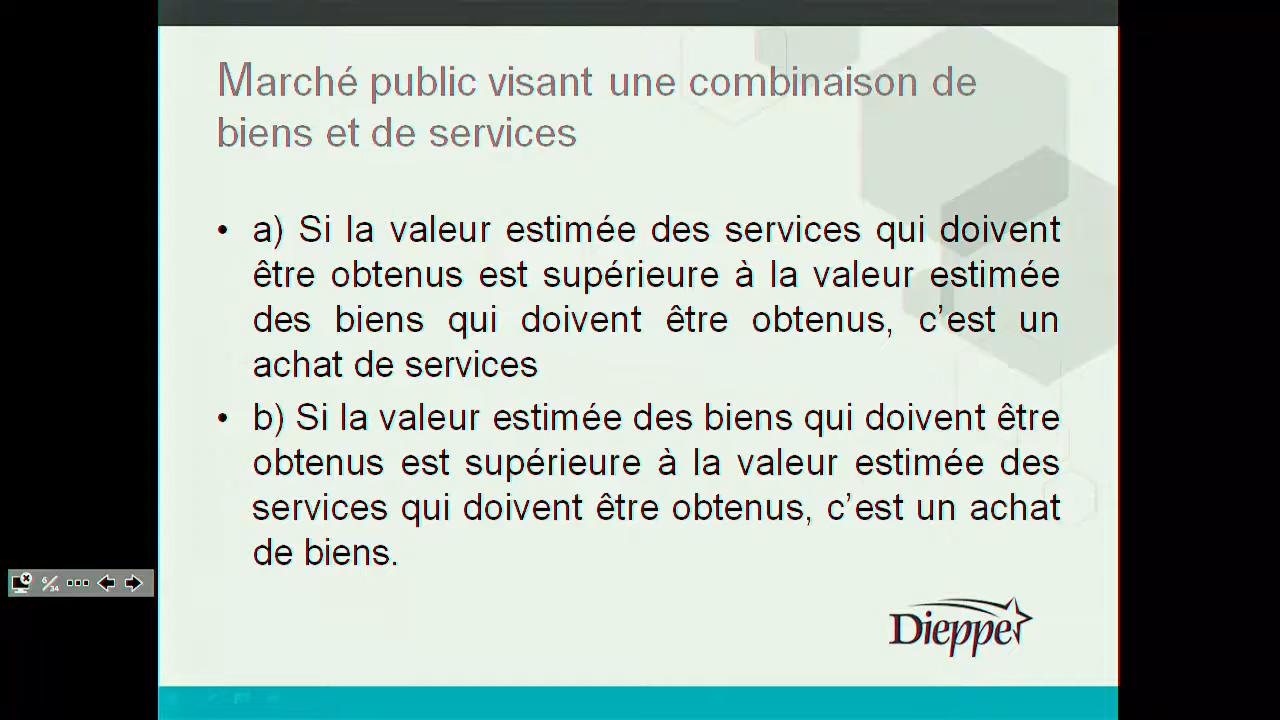 Marché public visant une combinaison de
biens et de services
• a) Si la valeur estimée des services qui doivent
être obtenus est supérieure à la valeur estimée
des biens qui doivent être obtenus, c’est un
achat de services
• b) Si la valeur estimée des biens qui doivent être
obtenus est supérieure à la valeur estimée des
services qui doivent être obtenus, c’est un achat
de biens.
6/34
Dieppe